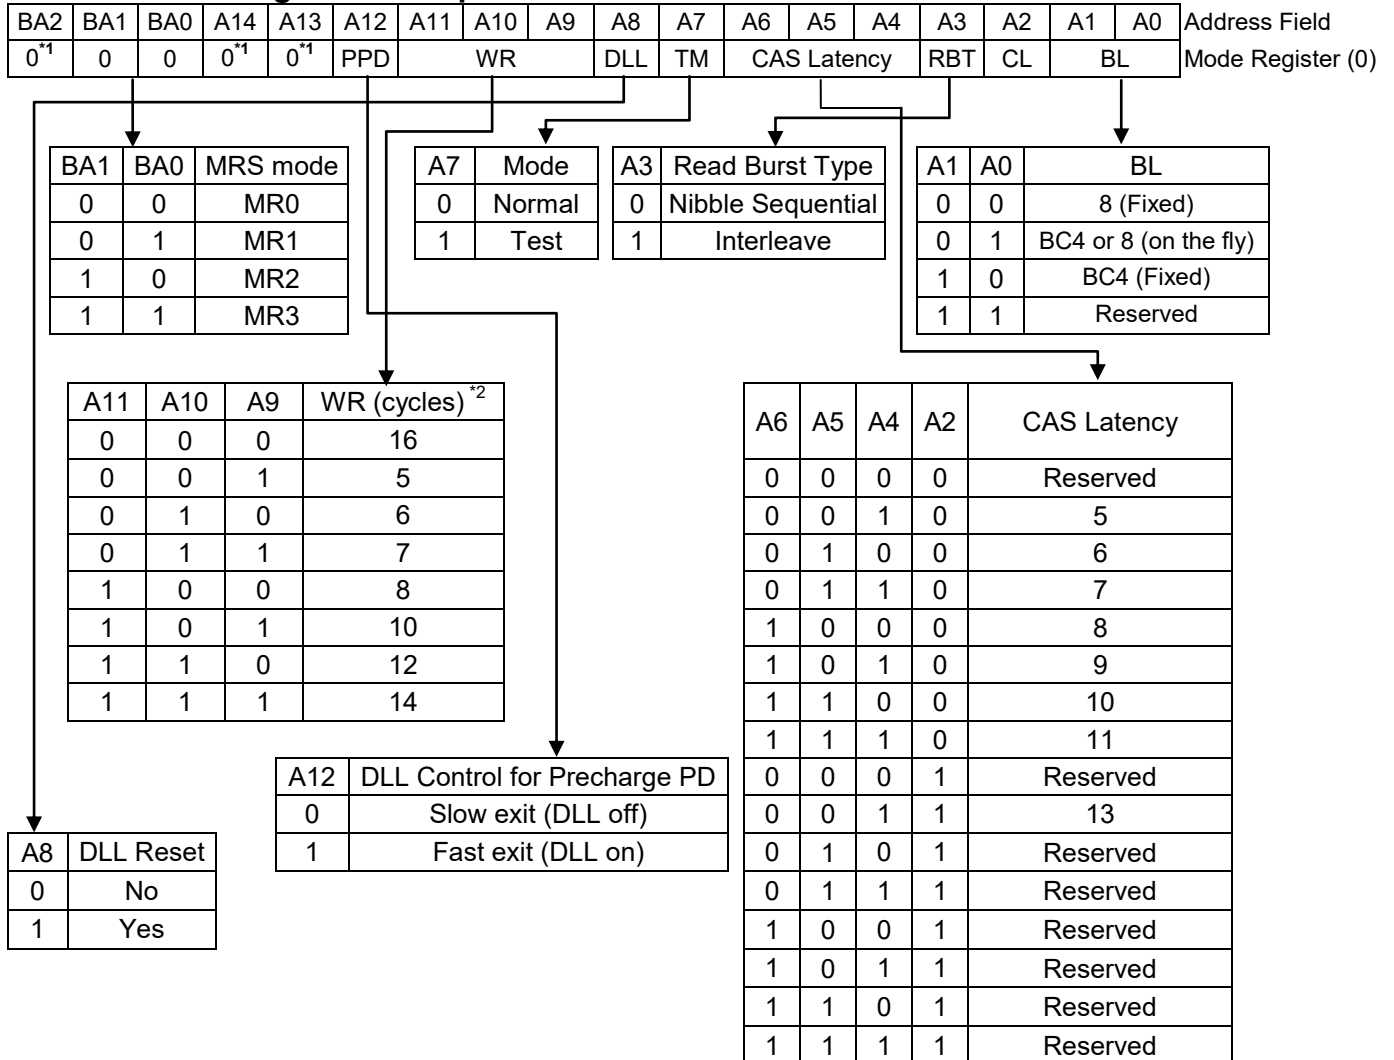 BA2 BA1 BA0 A14 A13 A12 A11 A10 A9 A8 A7 A6 A5 A4 A3 A2 A1 A0 Address Field
0*1 0 0 0*1 0*1 PPD WR DLL TM CAS Latency RBT CL BL Mode Register (0)
BA1 BA0 MRS mode
0 0 MR0
0 1 MR1
1 0 MR2
1 1 MR3
A7 Mode
0 Normal
1 Test
A3 Read Burst Type
0 Nibble Sequential
1 Interleave
A1 A0 BL
0 0 8 (Fixed)
0 1 BC4 or 8 (on the fly)
1 0 BC4 (Fixed)
1 1 Reserved
A11 A10 A9 WR (cycles) *2
0 0 0 16
0 0 1 5
0 1 0 6
0 1 1 7
1 0 0 8
1 0 1 10
1 1 0 12
1 1 1 14
A6 A5 A4 A2 CAS Latency
0 0 0 0 Reserved
0 0 1 0 5
0 1 0 0 6
0 1 1 0 7
1 0 0 0 8
1 0 1 0 9
1 1 0 0 10
1 1 1 0 11
0 0 0 1 Reserved
0 0 1 1 13
0 1 0 1 Reserved
0 1 1 1 Reserved
1 0 0 1 Reserved
1 0 1 1 Reserved
1 1 0 1 Reserved
1 1 1 1 Reserved
A12 DLL Control for Precharge PD
0 Slow exit (DLL off)
1 Fast exit (DLL on)
A8 DLL Reset
0 No
1 Yes